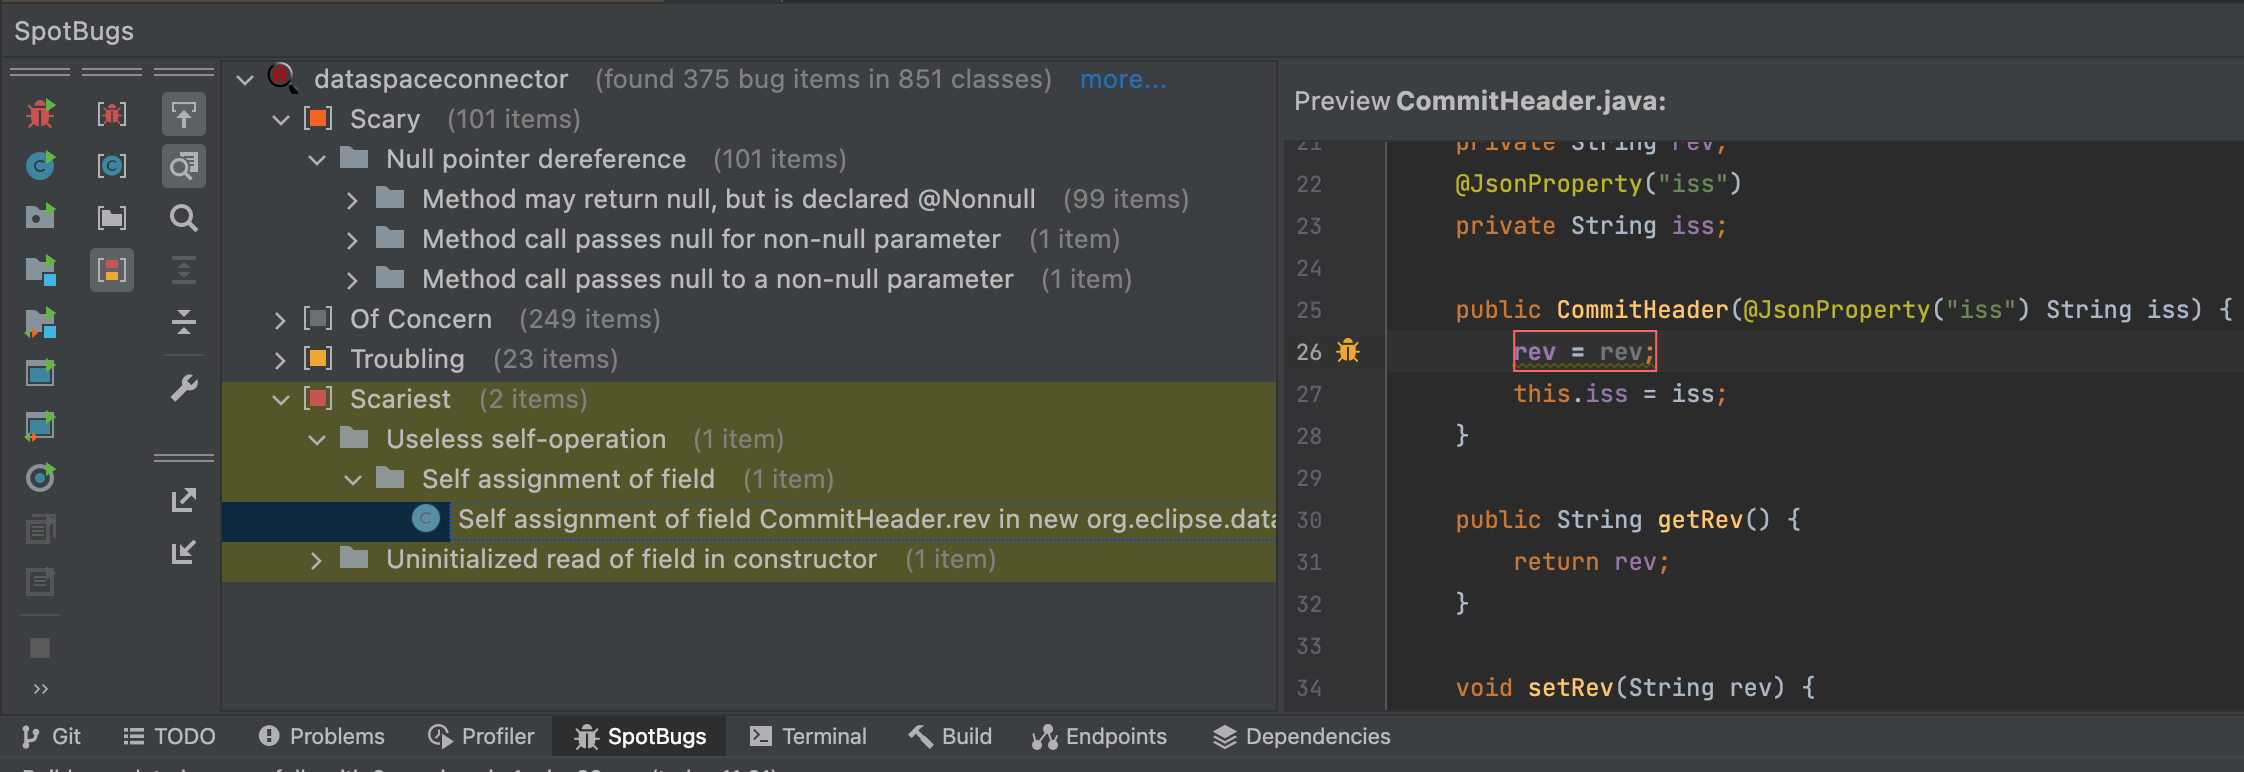 SpotBugs
dataspaceconnector (found 375 bug items in 851 classes) more...
Scary (101 items)
Null pointer dereference (101 items)
Method may return null, but is declared @Nonnull (99 items)
Method call passes null for non-null parameter (1 item)
Method call passes null to a non-null parameter (1 item)
Of Concern (249 items)
Troubling (23 items)
Scariest (2 items)
Useless self-operation (1 item)
Self assignment of field (1 item)
Self assignment of field CommitHeader.rev in new org.eclipse.data
Uninitialized read of field in constructor (1 item)
Preview CommitHeader.java:
21 private String rev;
22 @JsonProperty("iss")
23 private String iss;
24
25 public CommitHeader(@JsonProperty("iss") String iss) {
26 rev = rev;
27 this.iss = iss;
28 }
29
30 public String getRev() {
31 return rev;
32 }
33
34 void setRev(String rev) {
Git TODO Problems Profiler SpotBugs Terminal Build Endpoints Dependencies